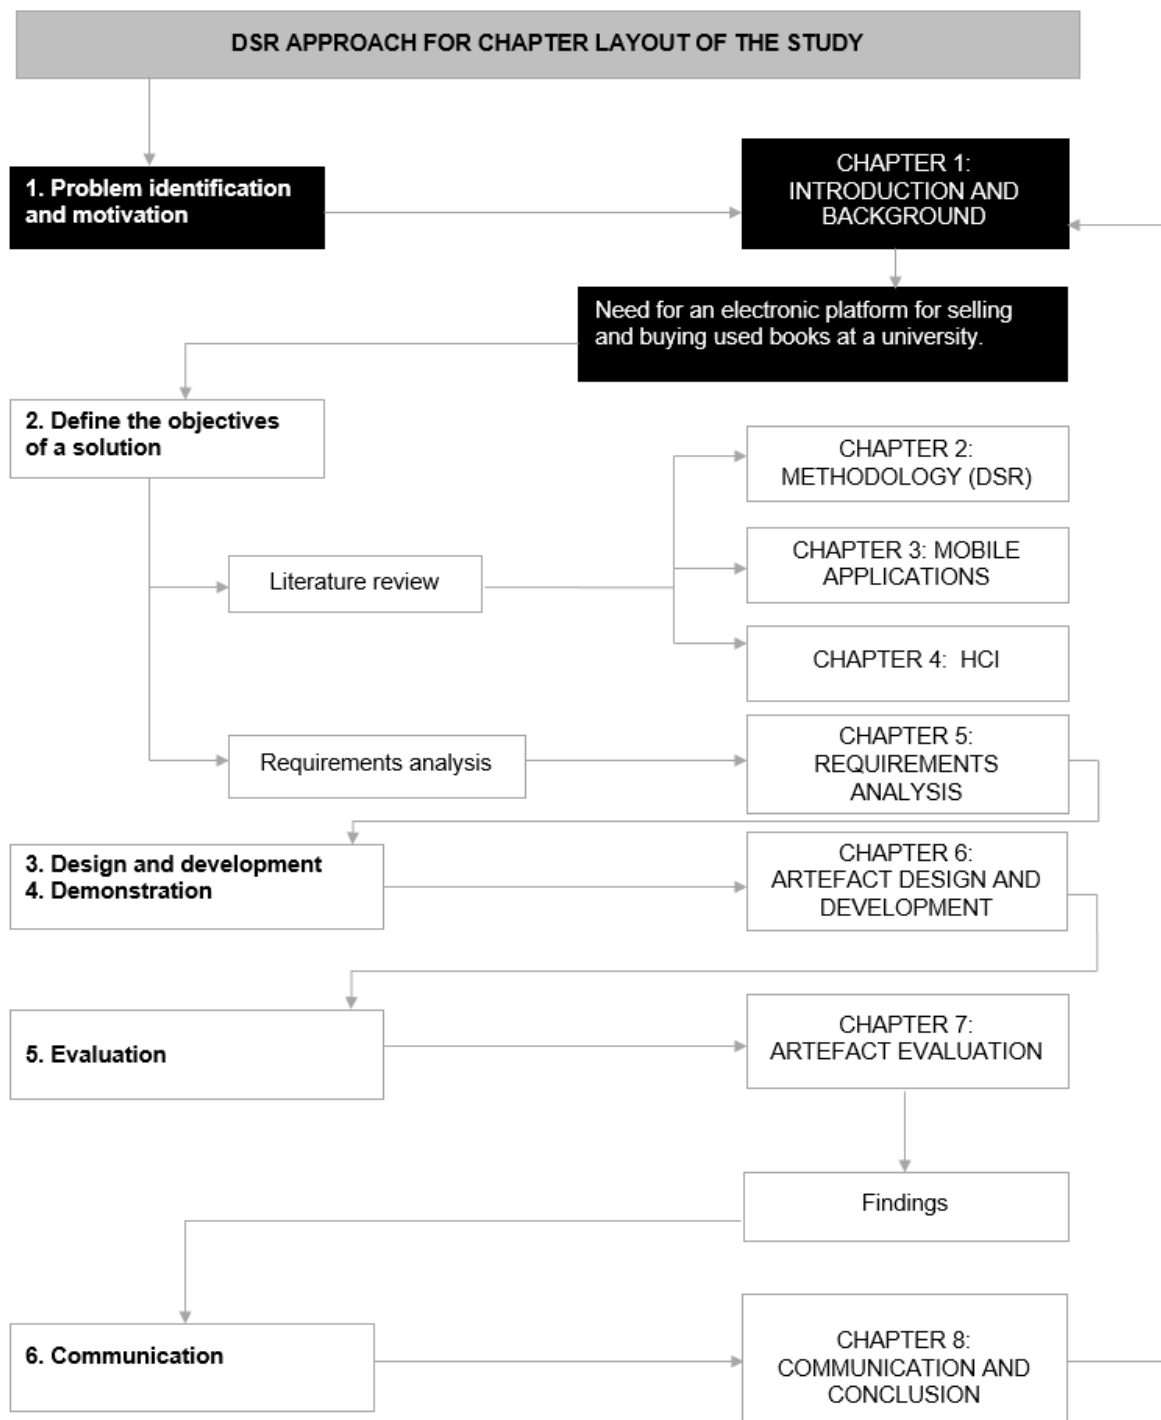 DSR APPROACH FOR CHAPTER LAYOUT OF THE STUDY
1. Problem identification
and motivation
CHAPTER 1:
INTRODUCTION AND
BACKGROUND
Need for an electronic platform for selling
and buying used books at a university.
2. Define the objectives
of a solution
Literature review
CHAPTER 2:
METHODOLOGY (DSR)
CHAPTER 3: MOBILE
APPLICATIONS
CHAPTER 4: HCI
Requirements analysis
CHAPTER 5:
REQUIREMENTS
ANALYSIS
3. Design and development
4. Demonstration
CHAPTER 6:
ARTEFACT DESIGN AND
DEVELOPMENT
5. Evaluation
CHAPTER 7:
ARTEFACT EVALUATION
Findings
6. Communication
CHAPTER 8:
COMMUNICATION AND
CONCLUSION